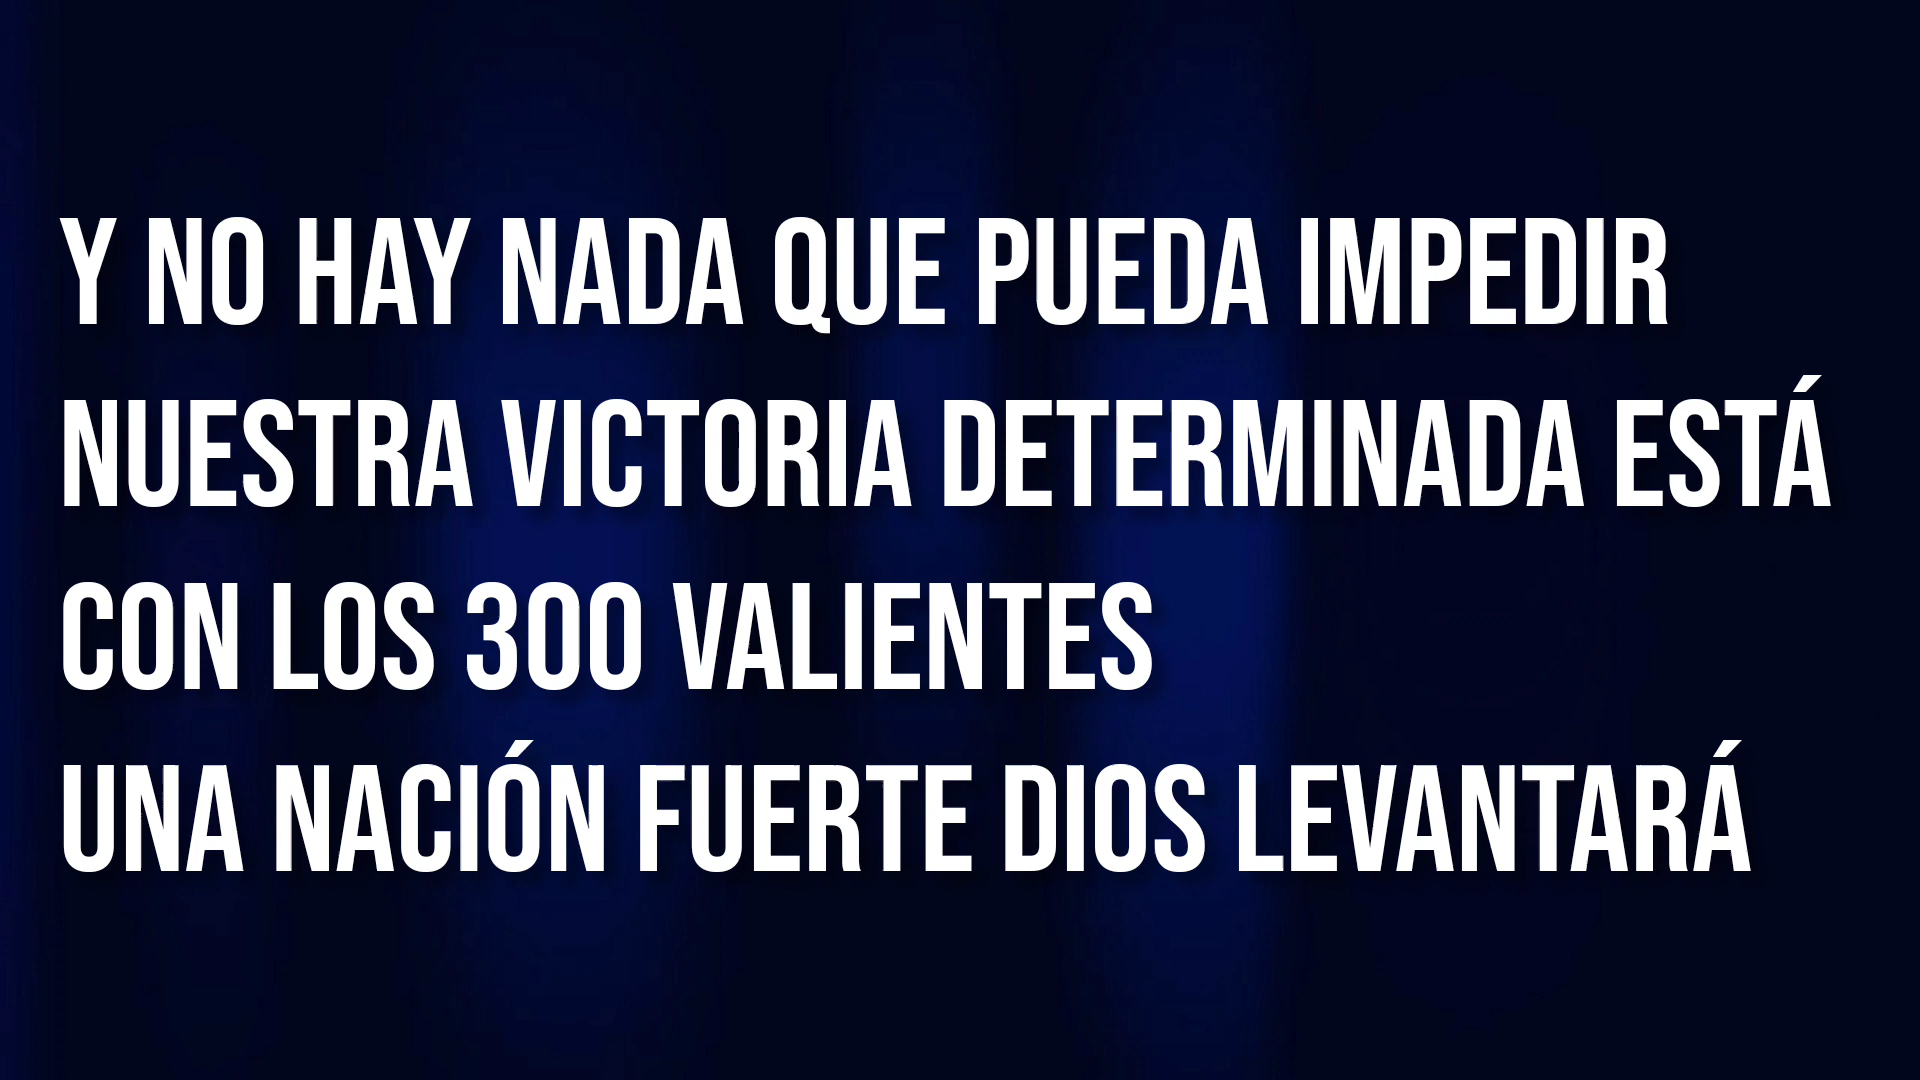 Y NO HAY NADA QUE PUEDA IMPEDIR
NUESTRA VICTORIA DETERMINADA ESTÁ
CON LOS 300 VALIENTES
UNA NACIÓN FUERTE DIOS LEVANTARÁ